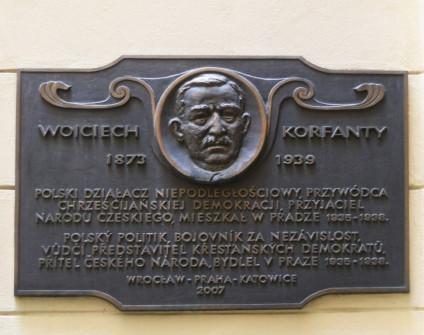 WOJCIECH KORFANTY
1873 1939
POLSKI DZIAŁACZ NIEPODLEGŁOŚCIOWY, PRZYWÓDCA
CHRZEŚCIJAŃSKIEJ DEMOKRACJI, PRZYJACIEL
NARODU CZESKIEGO, MIESZKAŁ W PRADZE 1935-1938.
POLSKÝ POLITIK, BOJOVNÍK ZA NEZÁVISLOST,
VŮDČÍ PŘEDSTAVITEL KŘESŤANSKÝCH DEMOKRATŮ,
PŘÍTEL ČESKÉHO NÁRODA, BYDLEL V PRAZE 1935-1938.
WROCŁAW-PRAHA-KATOWICE
2007